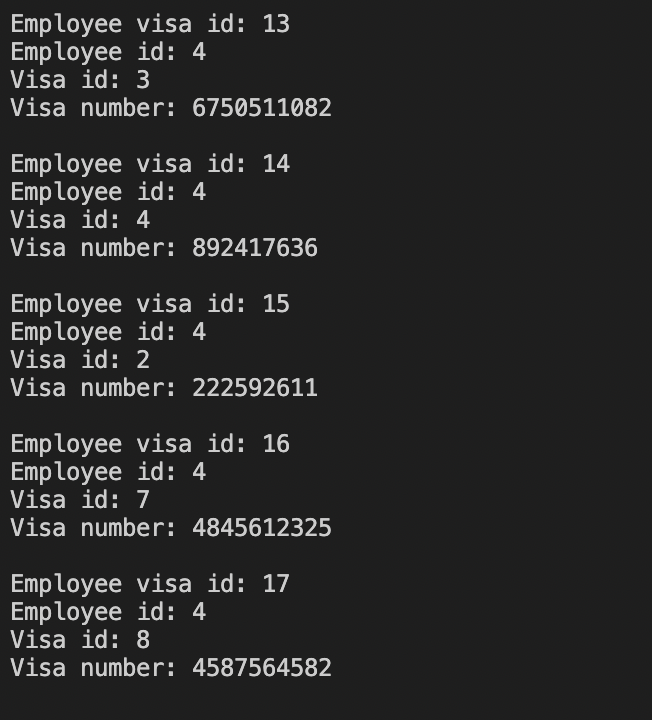 Employee visa id: 13
Employee id: 4
Visa id: 3
Visa number: 6750511082

Employee visa id: 14
Employee id: 4
Visa id: 4
Visa number: 892417636

Employee visa id: 15
Employee id: 4
Visa id: 2
Visa number: 222592611

Employee visa id: 16
Employee id: 4
Visa id: 7
Visa number: 4845612325

Employee visa id: 17
Employee id: 4
Visa id: 8
Visa number: 4587564582